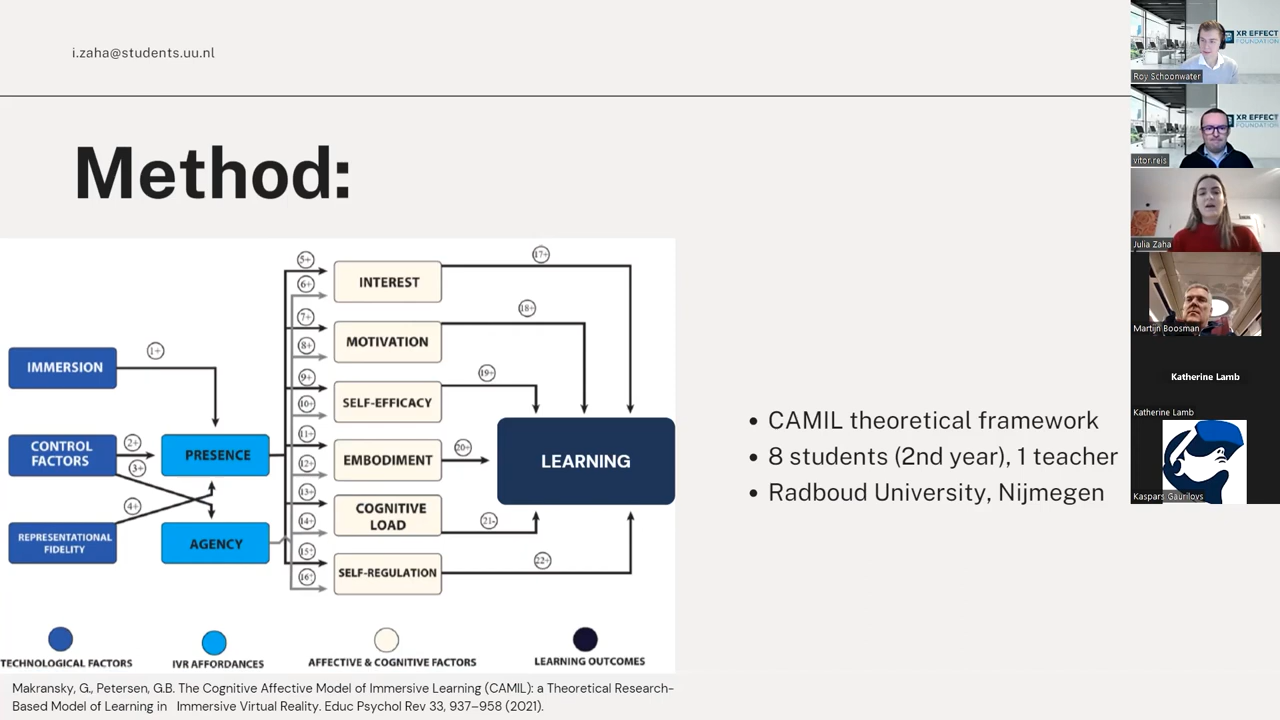 i.zaha@students.uu.nl
Method:
5+
6+
7+
8+
9+
10+
11+
12+
13+
14+
15+
16+
17+
18+
19+
20+
21-
22+
1+
2+
3+
4+
IMMERSION
CONTROL
FACTORS
REPRESENTATIONAL
FIDELITY
PRESENCE
AGENCY
INTEREST
MOTIVATION
SELF-EFFICACY
EMBODIMENT
COGNITIVE
LOAD
SELF-REGULATION
LEARNING
TECHNOLOGICAL FACTORS
IVR AFFORDANCES
AFFECTIVE & COGNITIVE FACTORS
LEARNING OUTCOMES
Makransky, G., Petersen, G.B. The Cognitive Affective Model of Immersive Learning (CAMIL): a Theoretical Research-
Based Model of Learning in Immersive Virtual Reality. Educ Psychol Rev 33, 937–958 (2021).
• CAMIL theoretical framework
• 8 students (2nd year), 1 teacher
• Radboud University, Nijmegen
XR EFFECT
FOUNDATION
Roy Schoonwater
XR EFFECT
FOUNDATION
vitor.reis
Julia Zaha
Martijn Boosman
Katherine Lamb
Katherine Lamb
Kaspars Gaurilovs